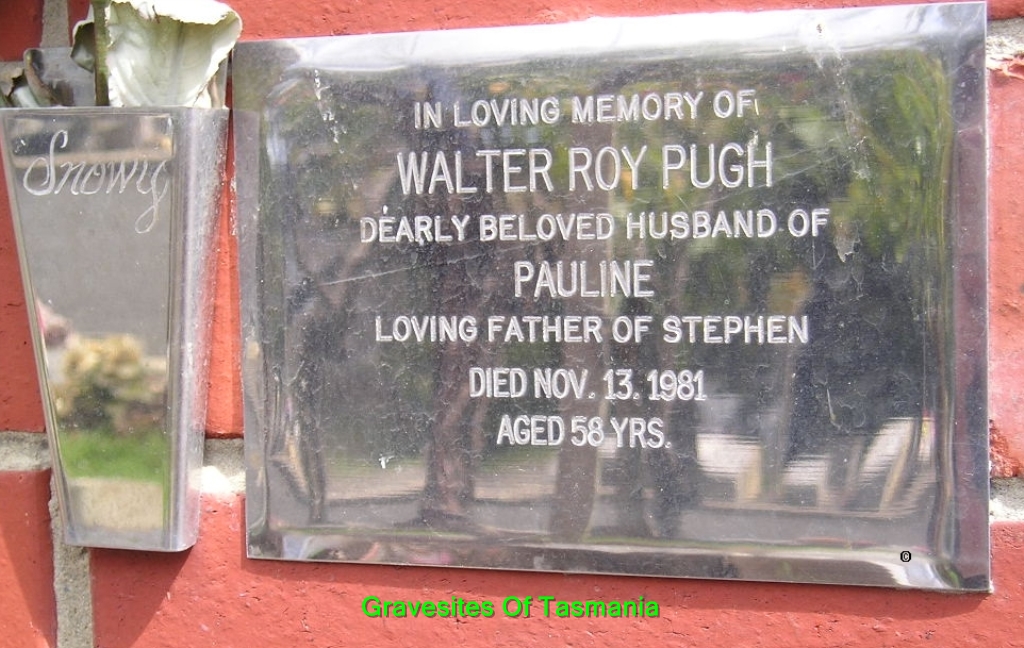 Snowy
IN LOVING MEMORY OF
WALTER ROY PUGH
DEARLY BELOVED HUSBAND OF
PAULINE
LOVING FATHER OF STEPHEN
DIED NOV. 13. 1981
AGED 58 YRS.
©
Gravesites Of Tasmania